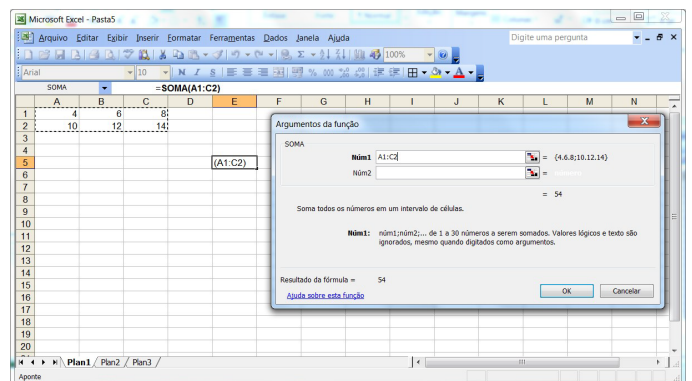 Microsoft Excel - Pasta5
Arquivo Editar Exibir Inserir Formatar Ferramentas Dados Janela Ajuda Digite uma pergunta
100%
Arial 10 N I S % 000
SOMA =SOMA(A1:C2)
A B C D E F G H I J K L M N
1 4 6 8
2 10 12 14
3
4
5 (A1:C2)
6
7
8
9
10
11
12
13
14
15
16
17
18
19
20
Argumentos da função
SOMA
Núm1 A1:C2 = {4.6.8;10.12.14}
Núm2 =
= 54
Soma todos os números em um intervalo de células.
Núm1: núm1;núm2;... de 1 a 30 números a serem somados. Valores lógicos e texto são
ignorados, mesmo quando digitados como argumentos.
Resultado da fórmula = 54
Ajuda sobre esta função
OK Cancelar
Plan1 Plan2 Plan3
Aponte